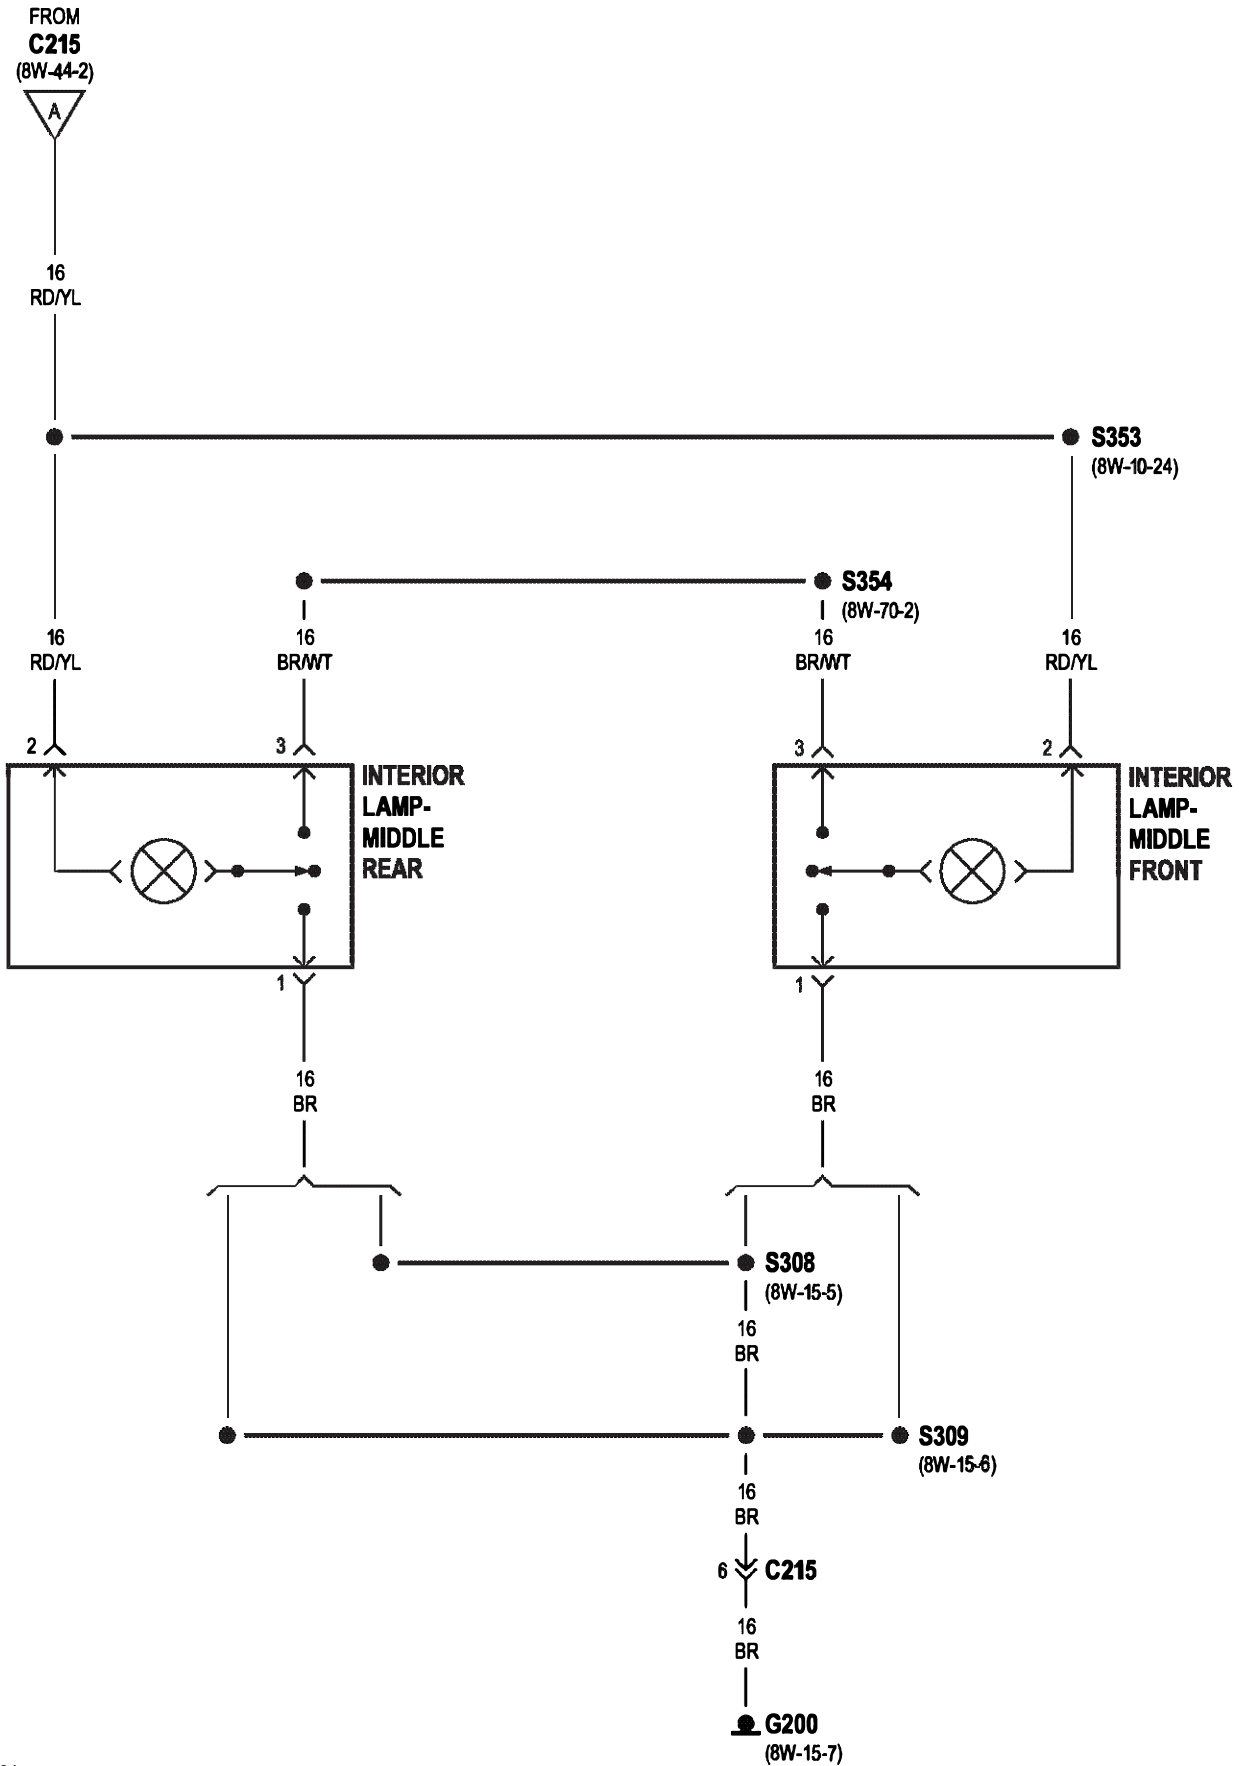 FROM
C215
(8W-44-2)
A
16
RD/YL
S353
(8W-10-24)
S354
(8W-70-2)
16
RD/YL
16
BR/WT
16
BR/WT
16
RD/YL
2
3
3
2
INTERIOR
LAMP-
MIDDLE
REAR
INTERIOR
LAMP-
MIDDLE
FRONT
1
1
16
BR
16
BR
S308
(8W-15-5)
16
BR
S309
(8W-15-6)
16
BR
6
C215
16
BR
G200
(8W-15-7)